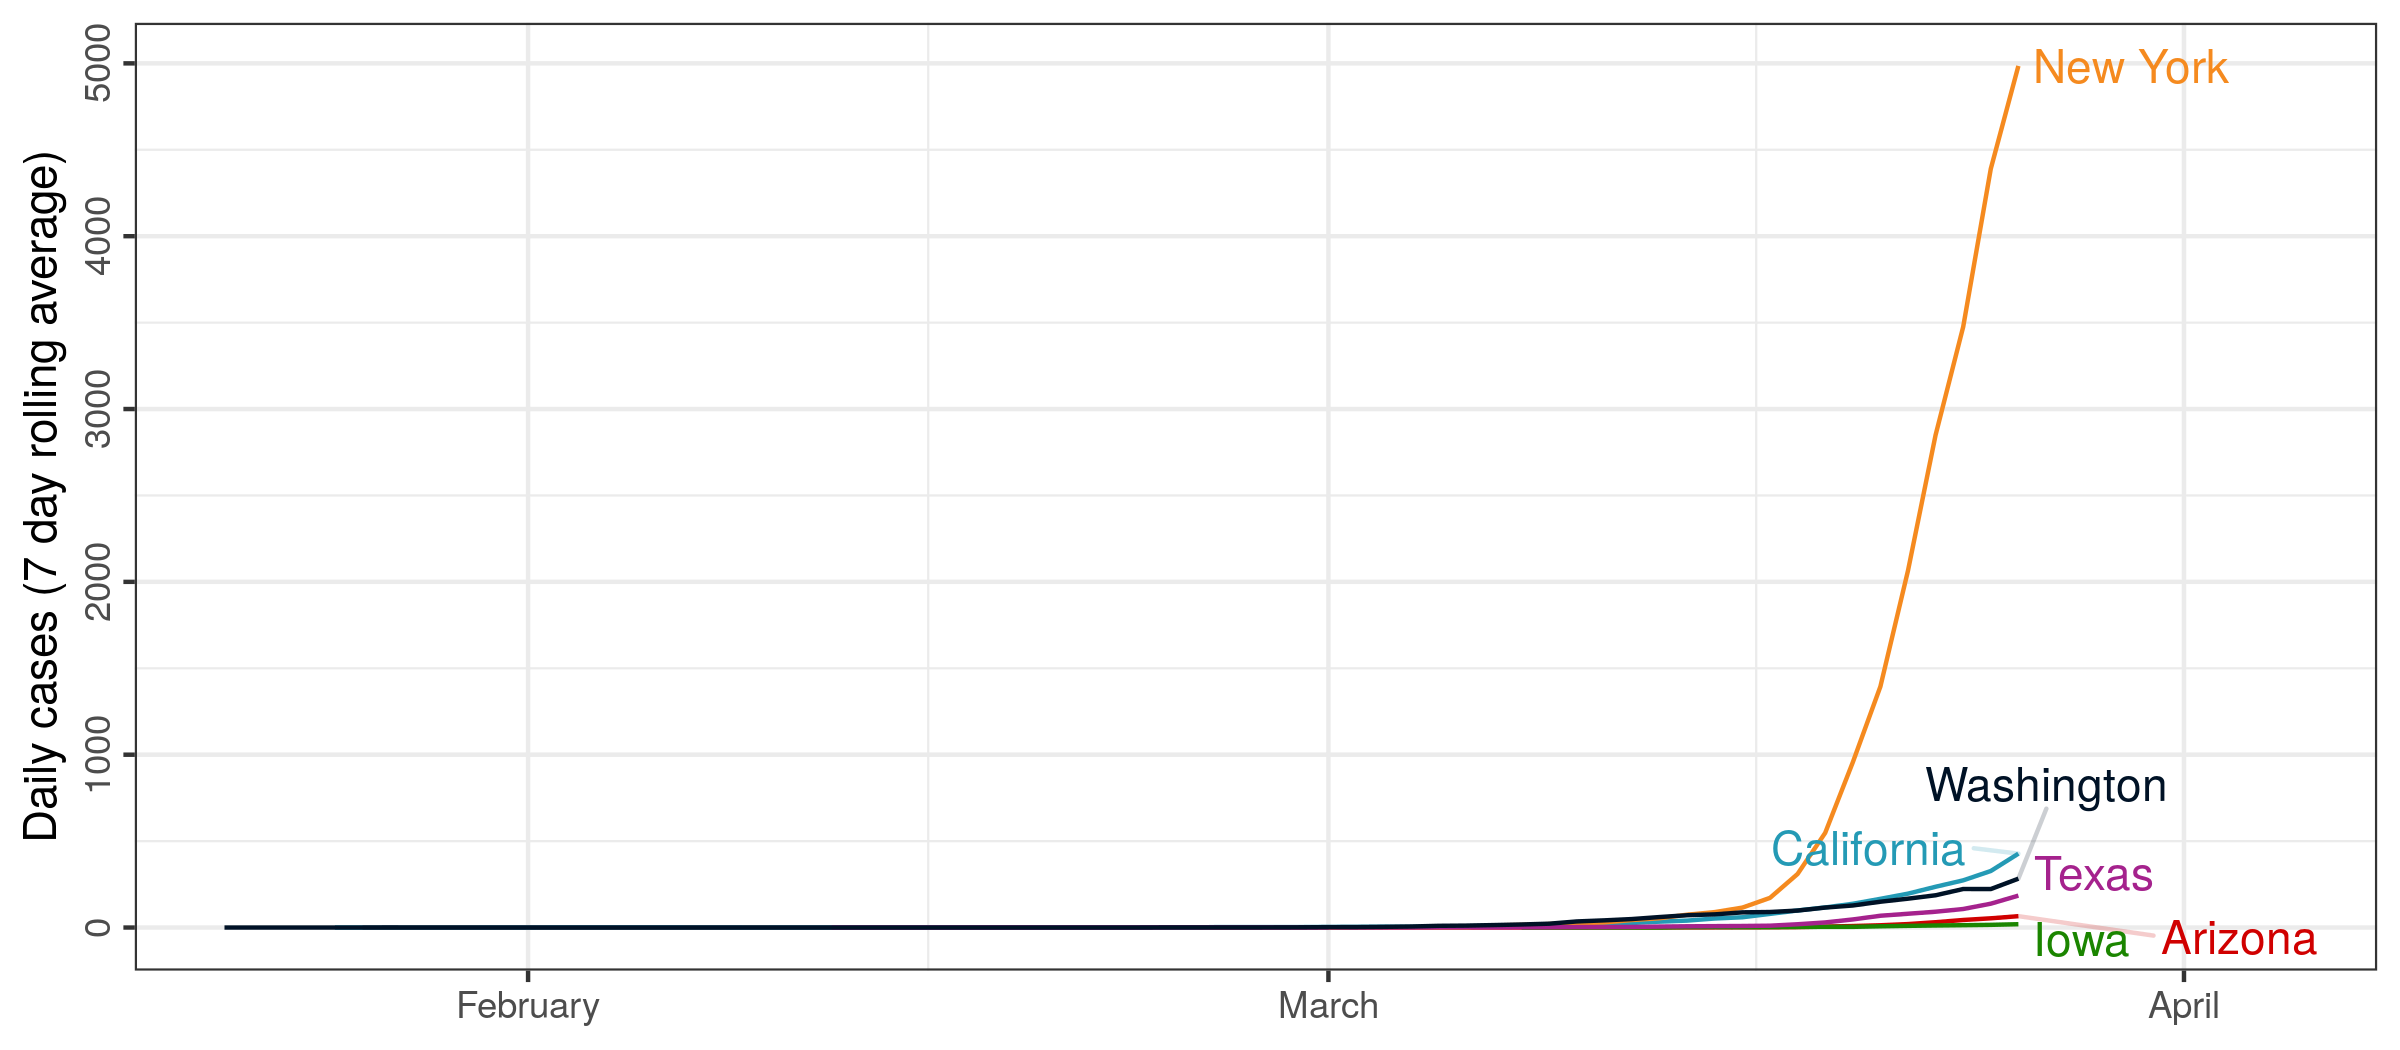 Daily cases (7 day rolling average)
5000
4000
3000
2000
1000
0
New York
Washington
California
Texas
Iowa
Arizona
February
March
April